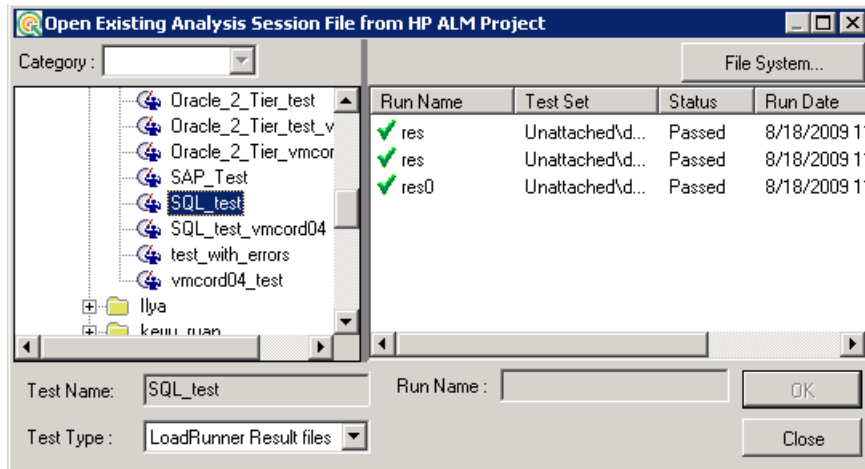 Open Existing Analysis Session File from HP ALM Project
Category :
File System...
Oracle_2_Tier_test
Oracle_2_Tier_test_v
Oracle_2_Tier_vmcor
SAP_Test
SQL_test
SQL_test_vmcord04
test_with_errors
vmcord04_test
Ilya
Run Name Test Set Status Run Date
res Unattached\d... Passed 8/18/2009 1
res Unattached\d... Passed 8/18/2009 1
res0 Unattached\d... Passed 8/18/2009 1
Test Name: SQL_test
Run Name :
OK
Test Type : LoadRunner Result files
Close